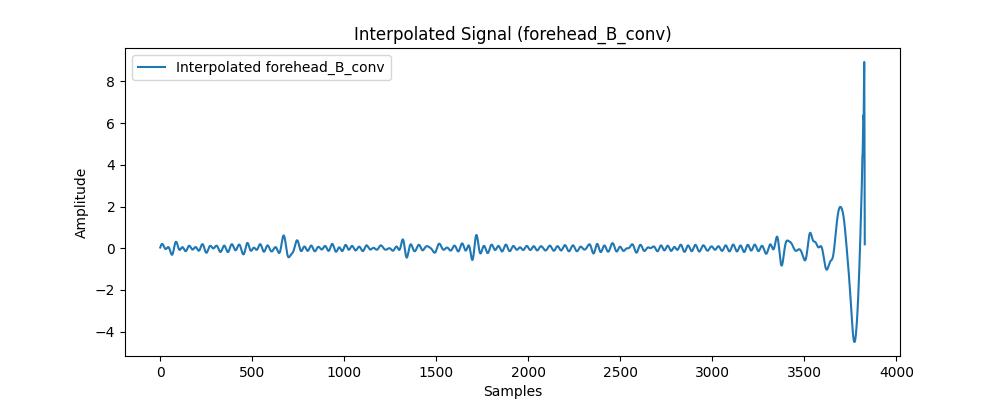 Interpolated Signal (forehead_B_conv)
Interpolated forehead_B_conv
8
6
4
2
0
−2
−4
Amplitude
0 500 1000 1500 2000 2500 3000 3500 4000
Samples